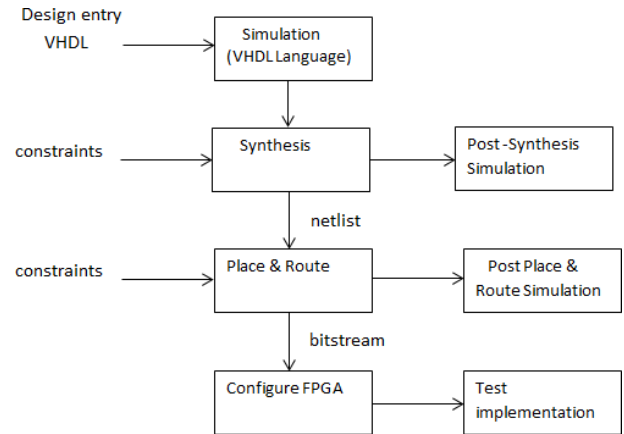 Design entry
VHDL
Simulation
(VHDL Language)
constraints
Synthesis
Post -Synthesis
Simulation
netlist
constraints
Place & Route
Post Place &
Route Simulation
bitstream
Configure FPGA
Test
implementation